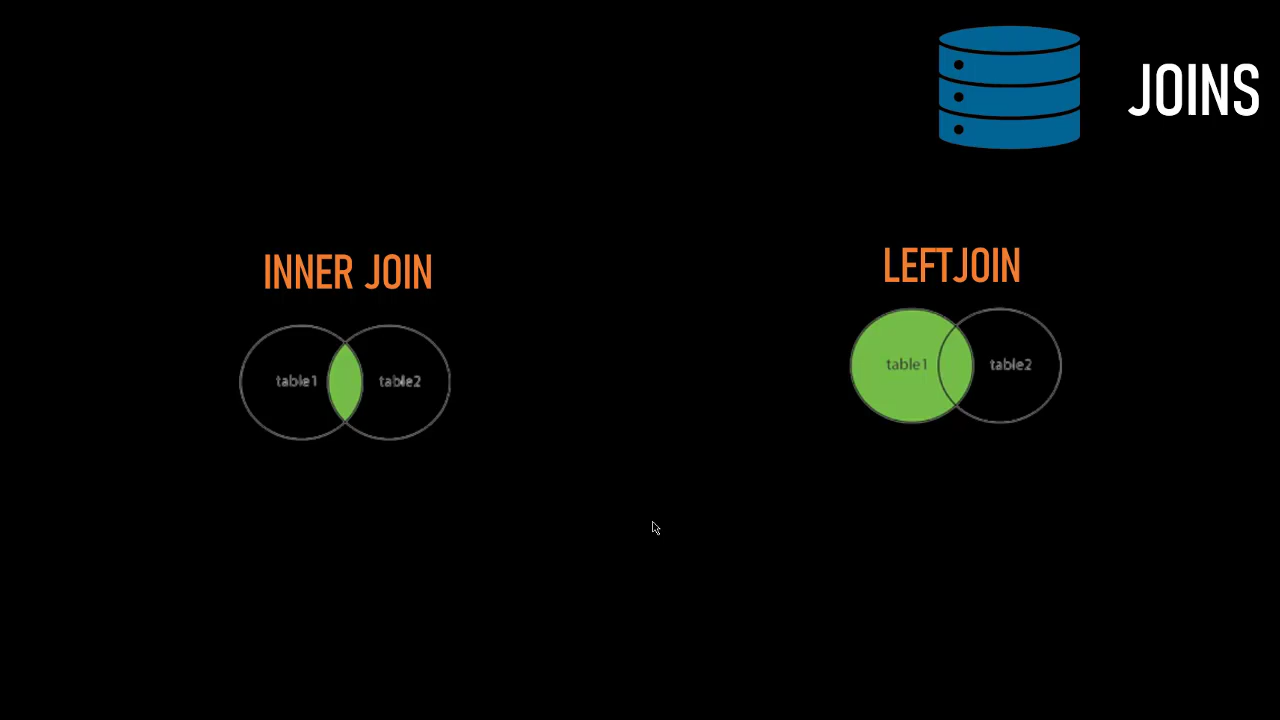 JOINS
INNER JOIN
LEFTJOIN
table1
table2
table1
table2